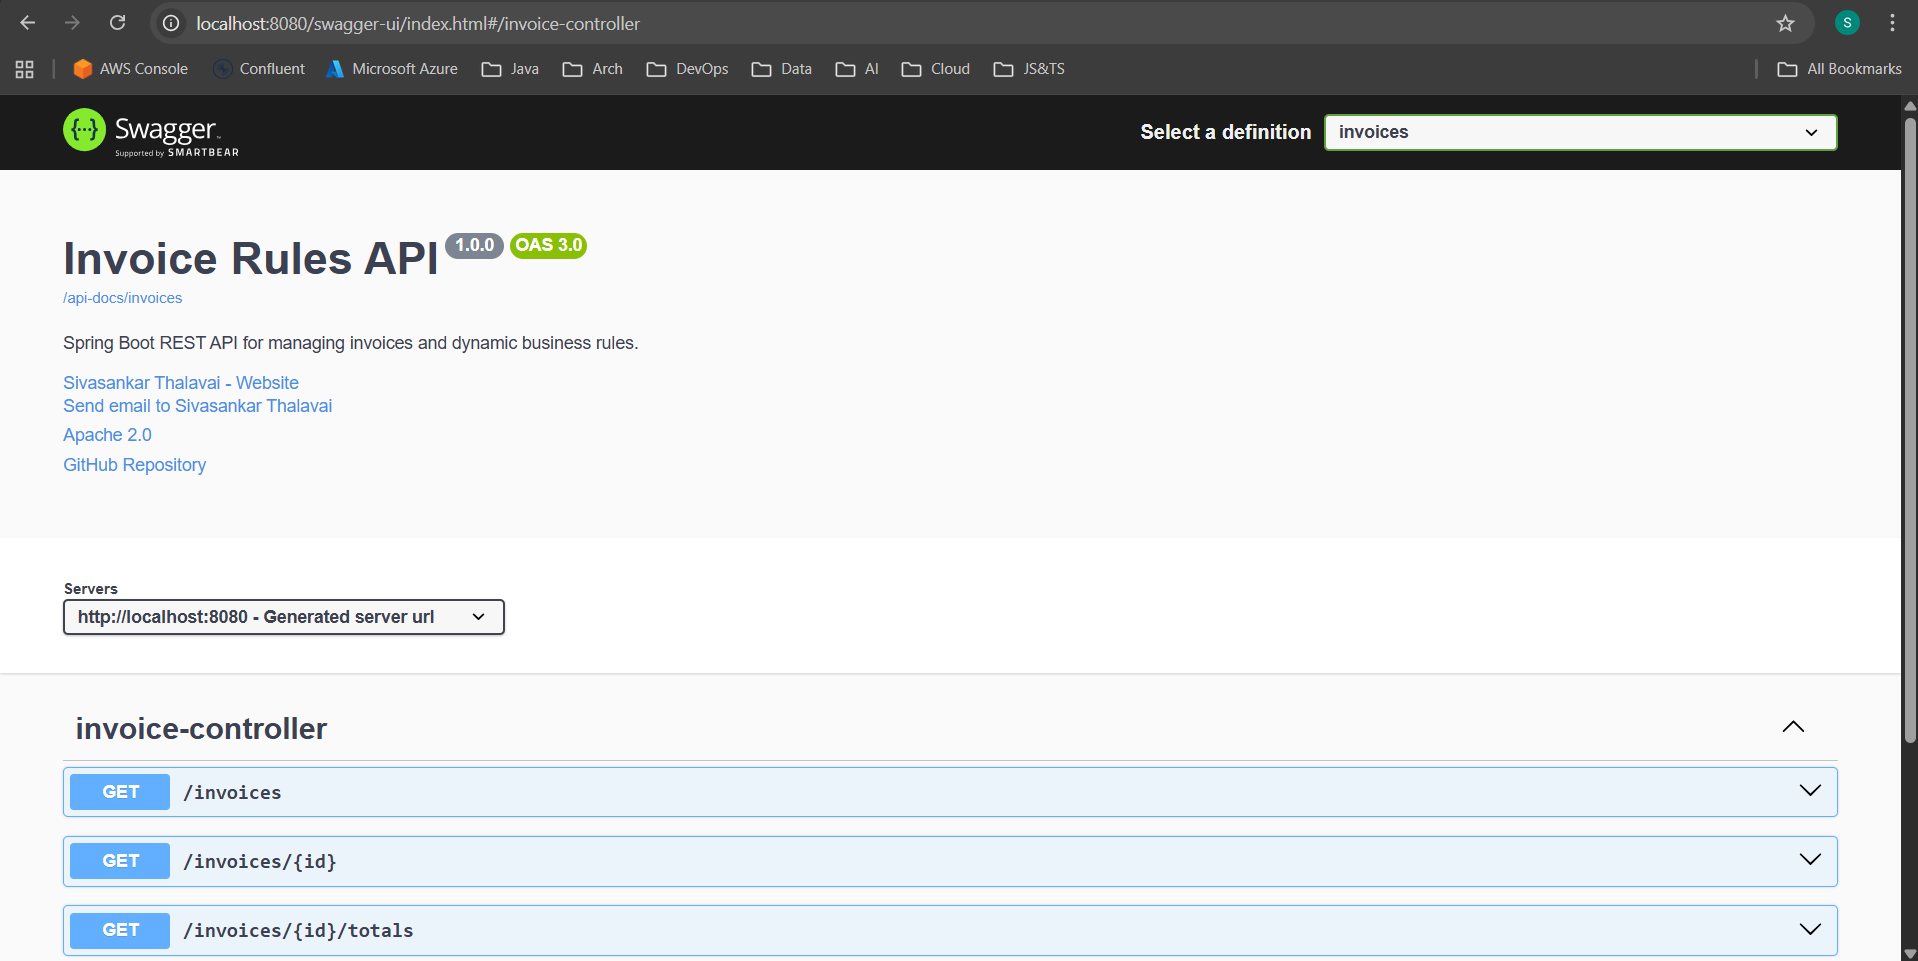 localhost:8080/swagger-ui/index.html#/invoice-controller
S
AWS Console
Confluent
Microsoft Azure
Java
Arch
DevOps
Data
AI
Cloud
JS&TS
All Bookmarks
{···} Swagger™
Supported by SMARTBEAR
Select a definition
invoices
Invoice Rules API 1.0.0 OAS 3.0
/api-docs/invoices
Spring Boot REST API for managing invoices and dynamic business rules.
Sivasankar Thalavai - Website
Send email to Sivasankar Thalavai
Apache 2.0
GitHub Repository
Servers
http://localhost:8080 - Generated server url
invoice-controller
GET /invoices
GET /invoices/{id}
GET /invoices/{id}/totals